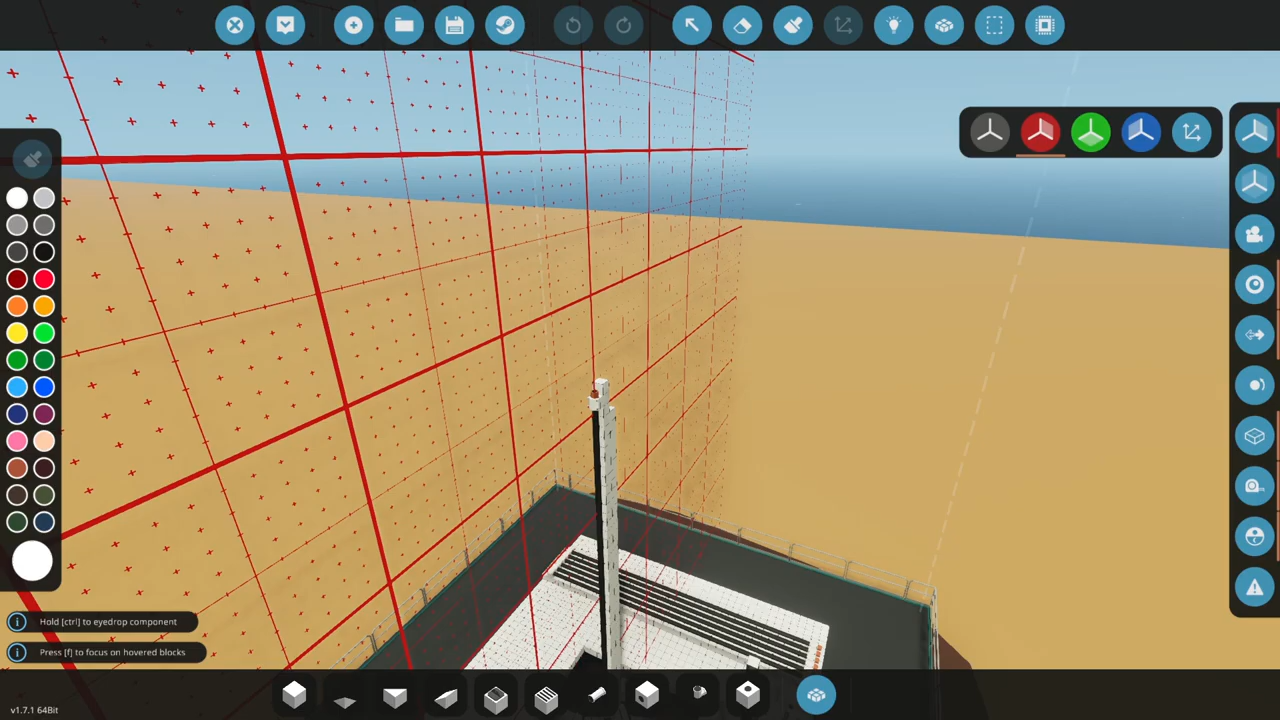 Hold [ctrl] to eyedrop component
Press [f] to focus on hovered blocks
v1.7.1 64Bit